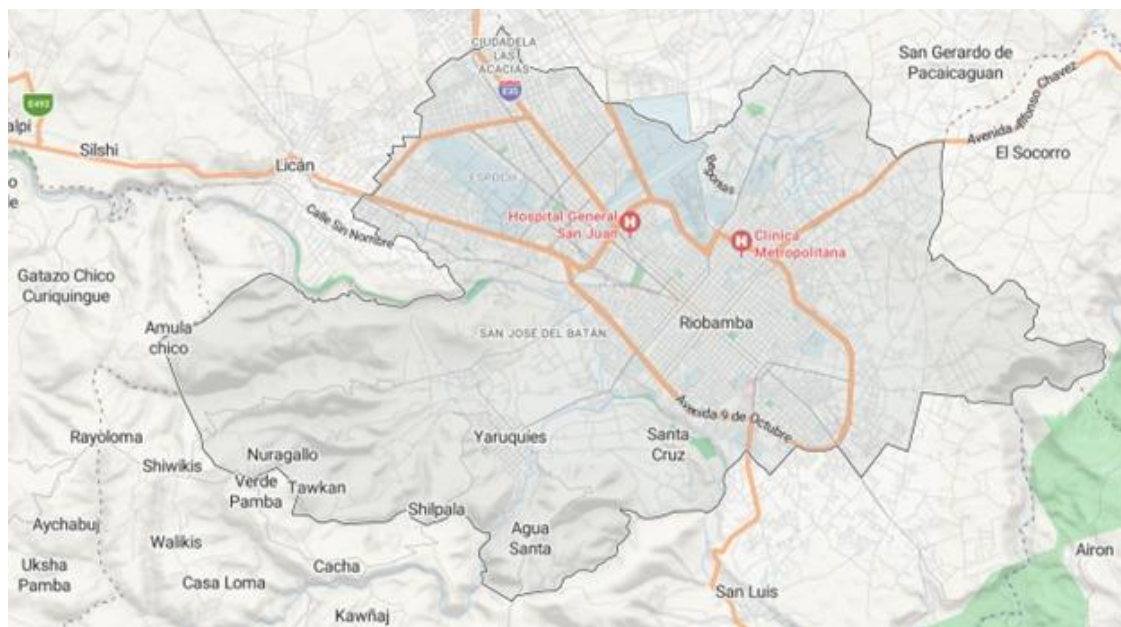 CIUDADELA
LAS
ACACIAS
E35
San Gerardo de
Pacaicaguan
E493
alpi
Silshi
Licán
Avenida Alfonso Chavez
El Socorro
ESPOCH
Calle Sin Nombre
Hospital General
San Juan
H
H
Clínica
Metropolitana
Gatazo Chico
Curiquingue
Amula
chico
SAN JOSÉ DEL BATÁN
Riobamba
Avenida 9 de Octubre
Rayoloma
Shiwikis
Nuragallo
Verde
Pamba
Tawkan
Yaruquies
Santa
Cruz
Shilpala
Agua
Santa
Aychabuj
Walikis
Uksha
Pamba
Casa Loma
Cacha
Kawñaj
San Luis
Airon